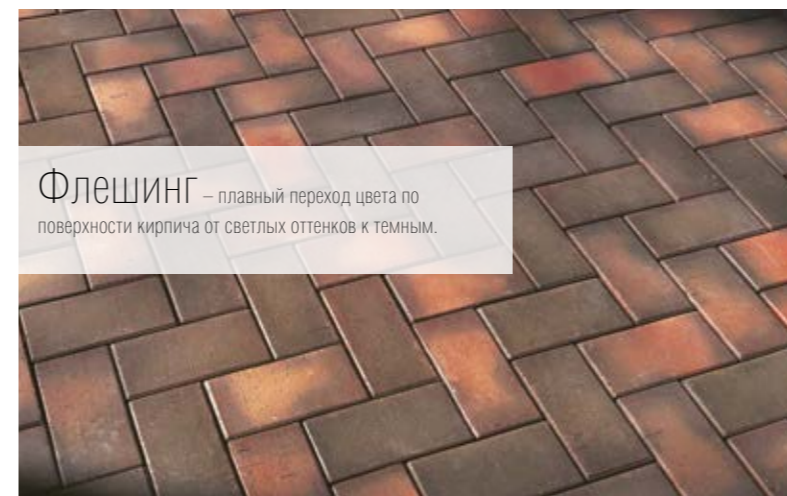 Флешинг – плавный переход цвета по
поверхности кирпича от светлых оттенков к темным.